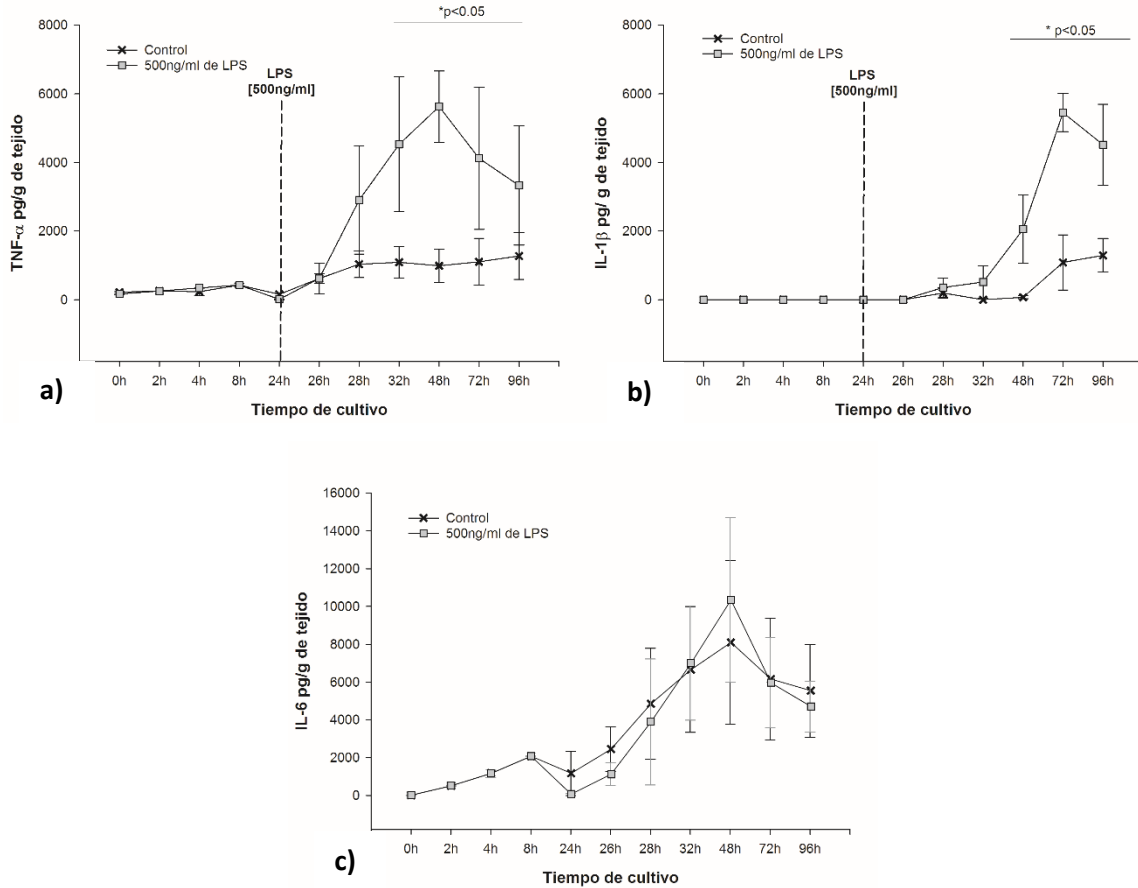 *p<0.05
8000
Control
500ng/ml de LPS
LPS
[500ng/ml]
6000
4000
2000
0
TNF-α pg/g de tejido
0h 2h 4h 8h 24h 26h 28h 32h 48h 72h 96h
Tiempo de cultivo
a)
* p<0.05
8000
Control
500ng/ml de LPS
LPS
[500ng/ml]
6000
4000
2000
0
IL-1β pg/ g de tejido
0h 2h 4h 8h 24h 26h 28h 32h 48h 72h 96h
Tiempo de cultivo
b)
16000
Control
500ng/ml de LPS
14000
12000
10000
8000
6000
4000
2000
0
IL-6 pg/g de tejido
0h 2h 4h 8h 24h 26h 28h 32h 48h 72h 96h
Tiempo de cultivo
c)